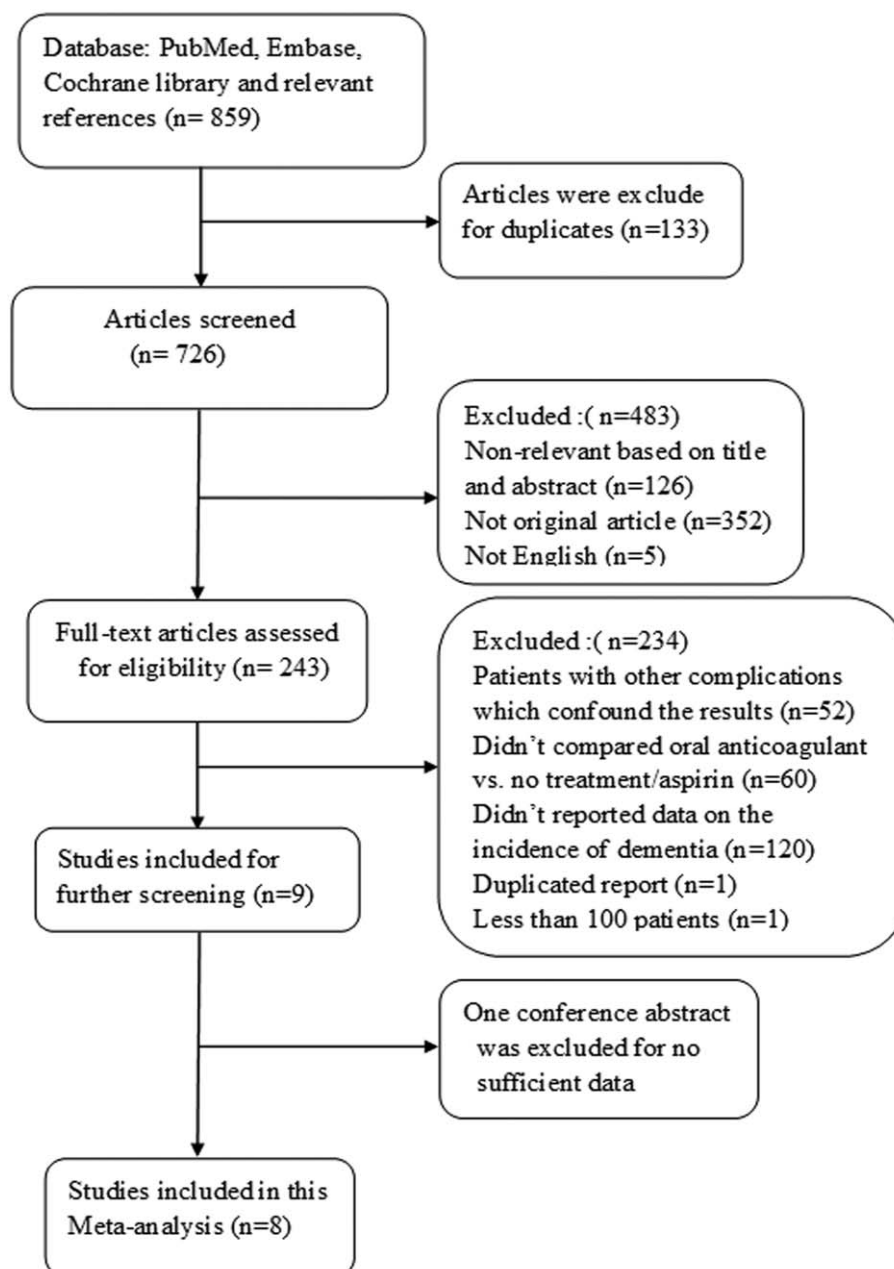 Database: PubMed, Embase,
Cochrane library and relevant
references (n= 859)
Articles were exclude
for duplicates (n=133)
Articles screened
(n= 726)
Excluded :( n=483)
Non-relevant based on title
and abstract (n=126)
Not original article (n=352)
Not English (n=5)
Full-text articles assessed
for eligibility (n= 243)
Excluded :( n=234)
Patients with other complications
which confound the results (n=52)
Didn't compared oral anticoagulant
vs. no treatment/aspirin (n=60)
Didn't reported data on the
incidence of dementia (n=120)
Duplicated report (n=1)
Less than 100 patients (n=1)
Studies included for
further screening (n=9)
One conference abstract
was excluded for no
sufficient data
Studies included in this
Meta-analysis (n=8)